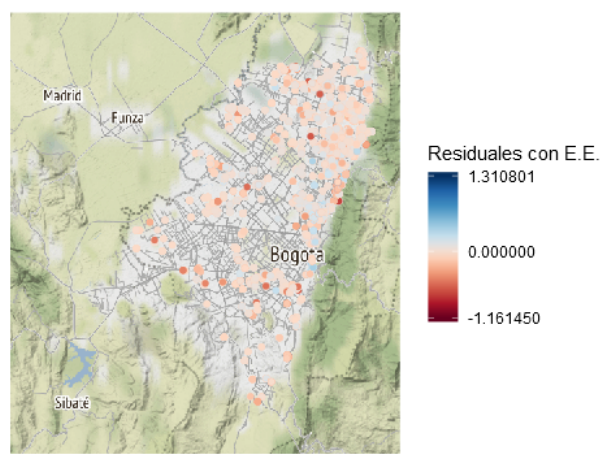 Madrid
Funza
Bogota
Sibaté
Residuales con E.E.
1.310801
0.000000
-1.161450